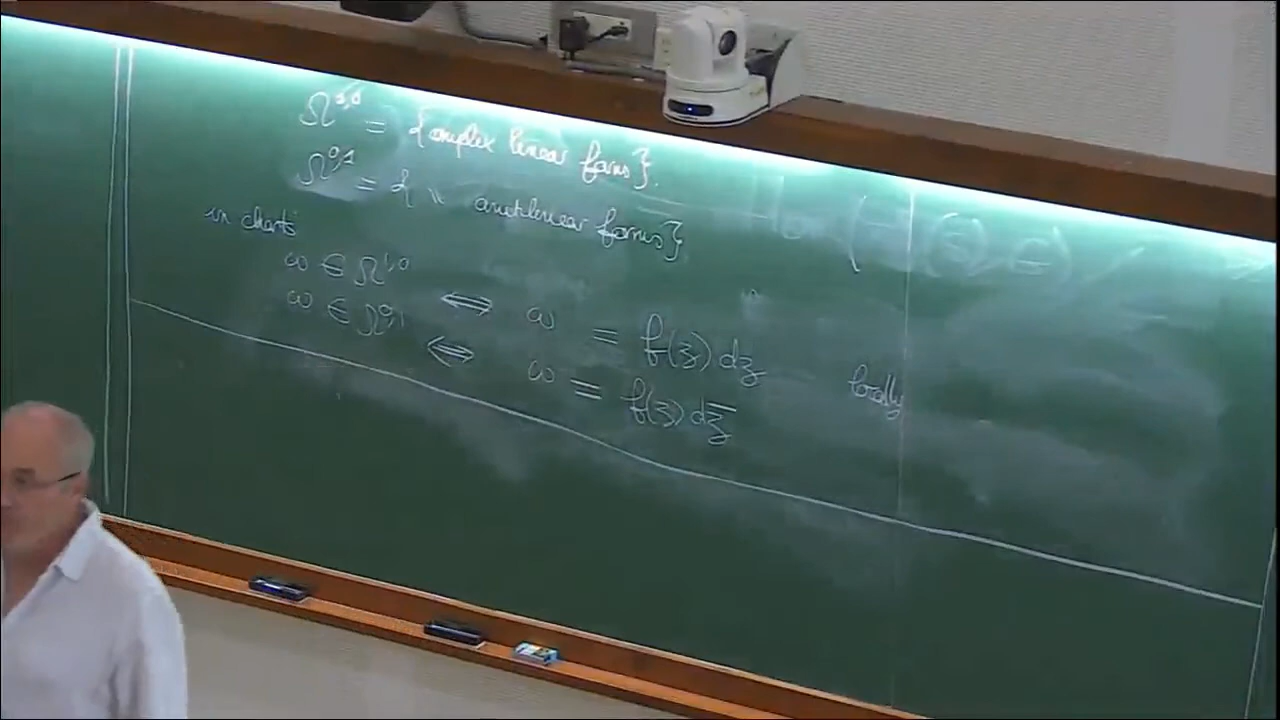 Ω^{1,0} = {complex linear forms}.
Ω^{0,1} = { " antilinear forms}
in charts
ω ∈ Ω^{1,0} ⟺ ω = f(z) dz
ω ∈ Ω^{0,1} ⟺ ω = f(z) dz̄ locally